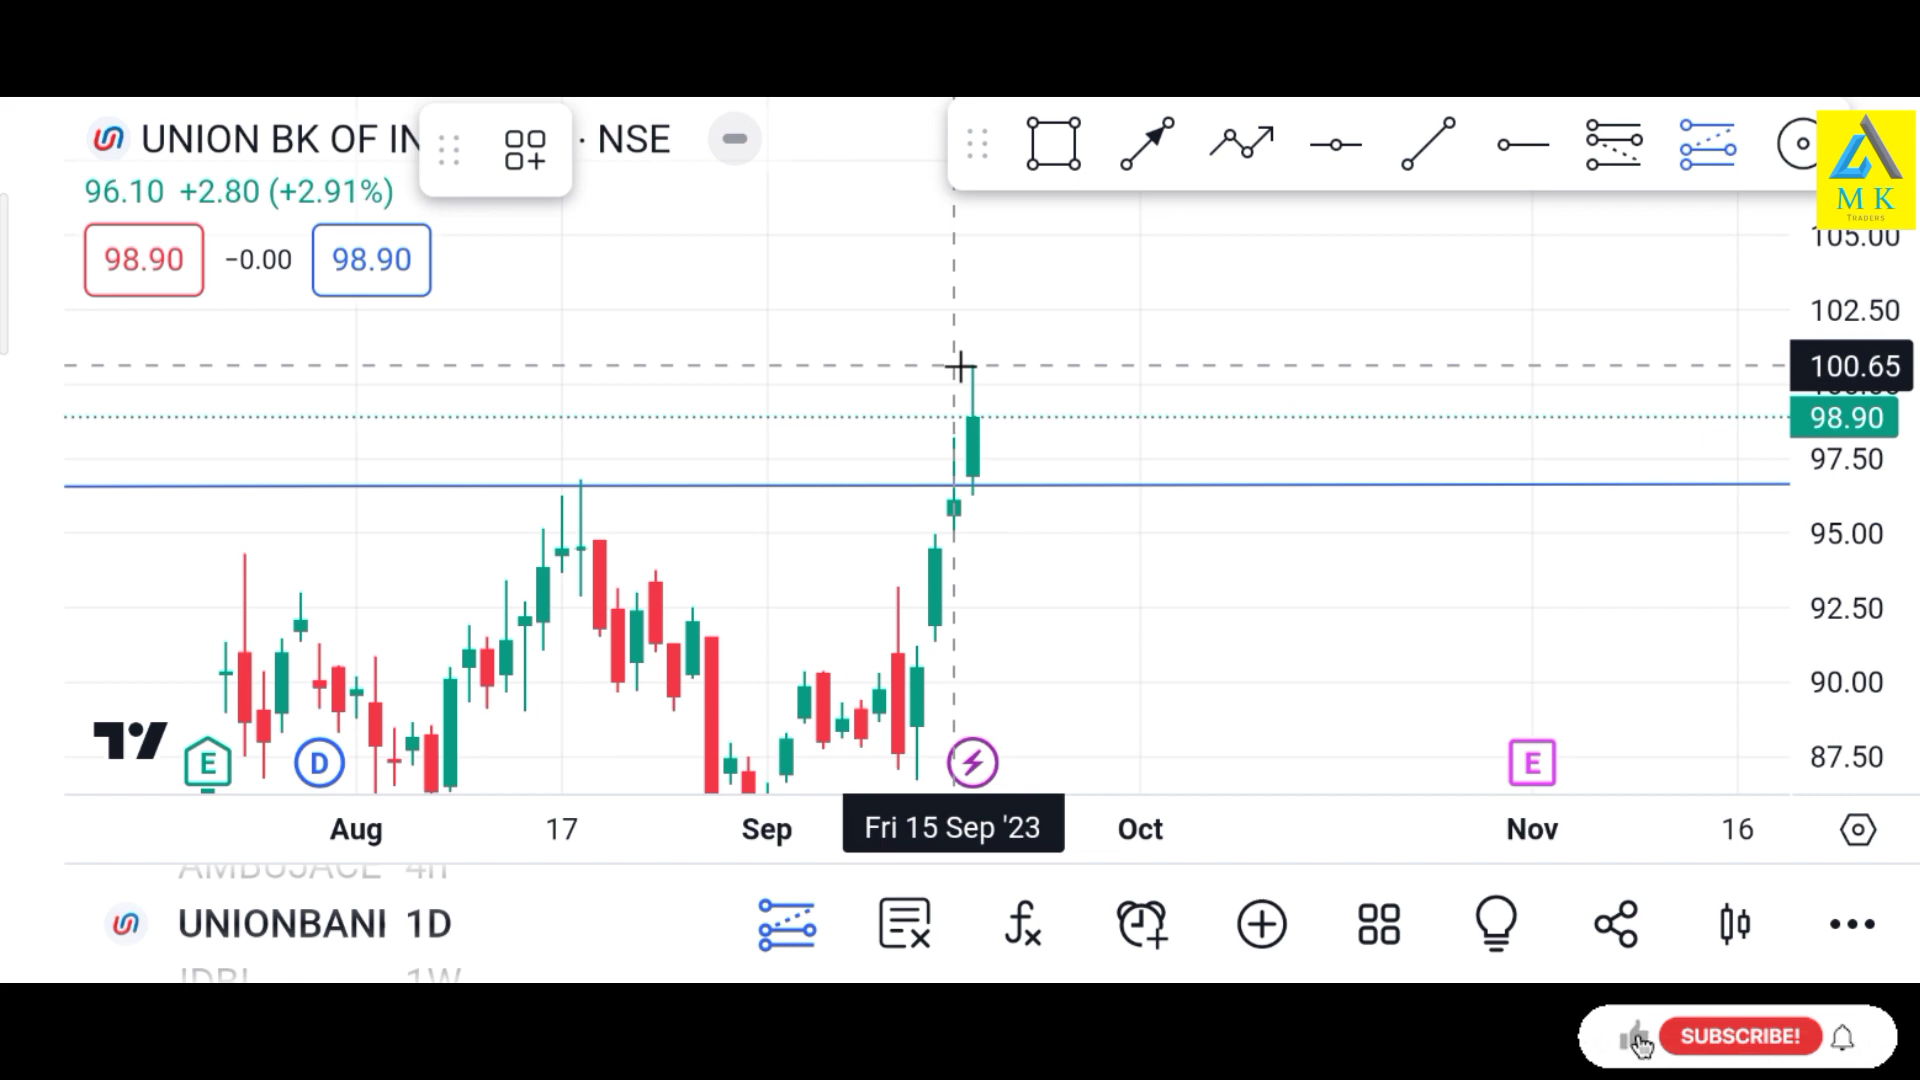 UNION BK OF IN · NSE
96.10 +2.80 (+2.91%)
98.90 −0.00 98.90
M K
TRADERS
105.00
102.50
100.65
98.90
97.50
95.00
92.50
90.00
87.50
E D E
Aug 17 Sep Fri 15 Sep '23 Oct Nov 16
AMBUJACE 4h
UNIONBANI 1D
IDBI 1W
SUBSCRIBE!